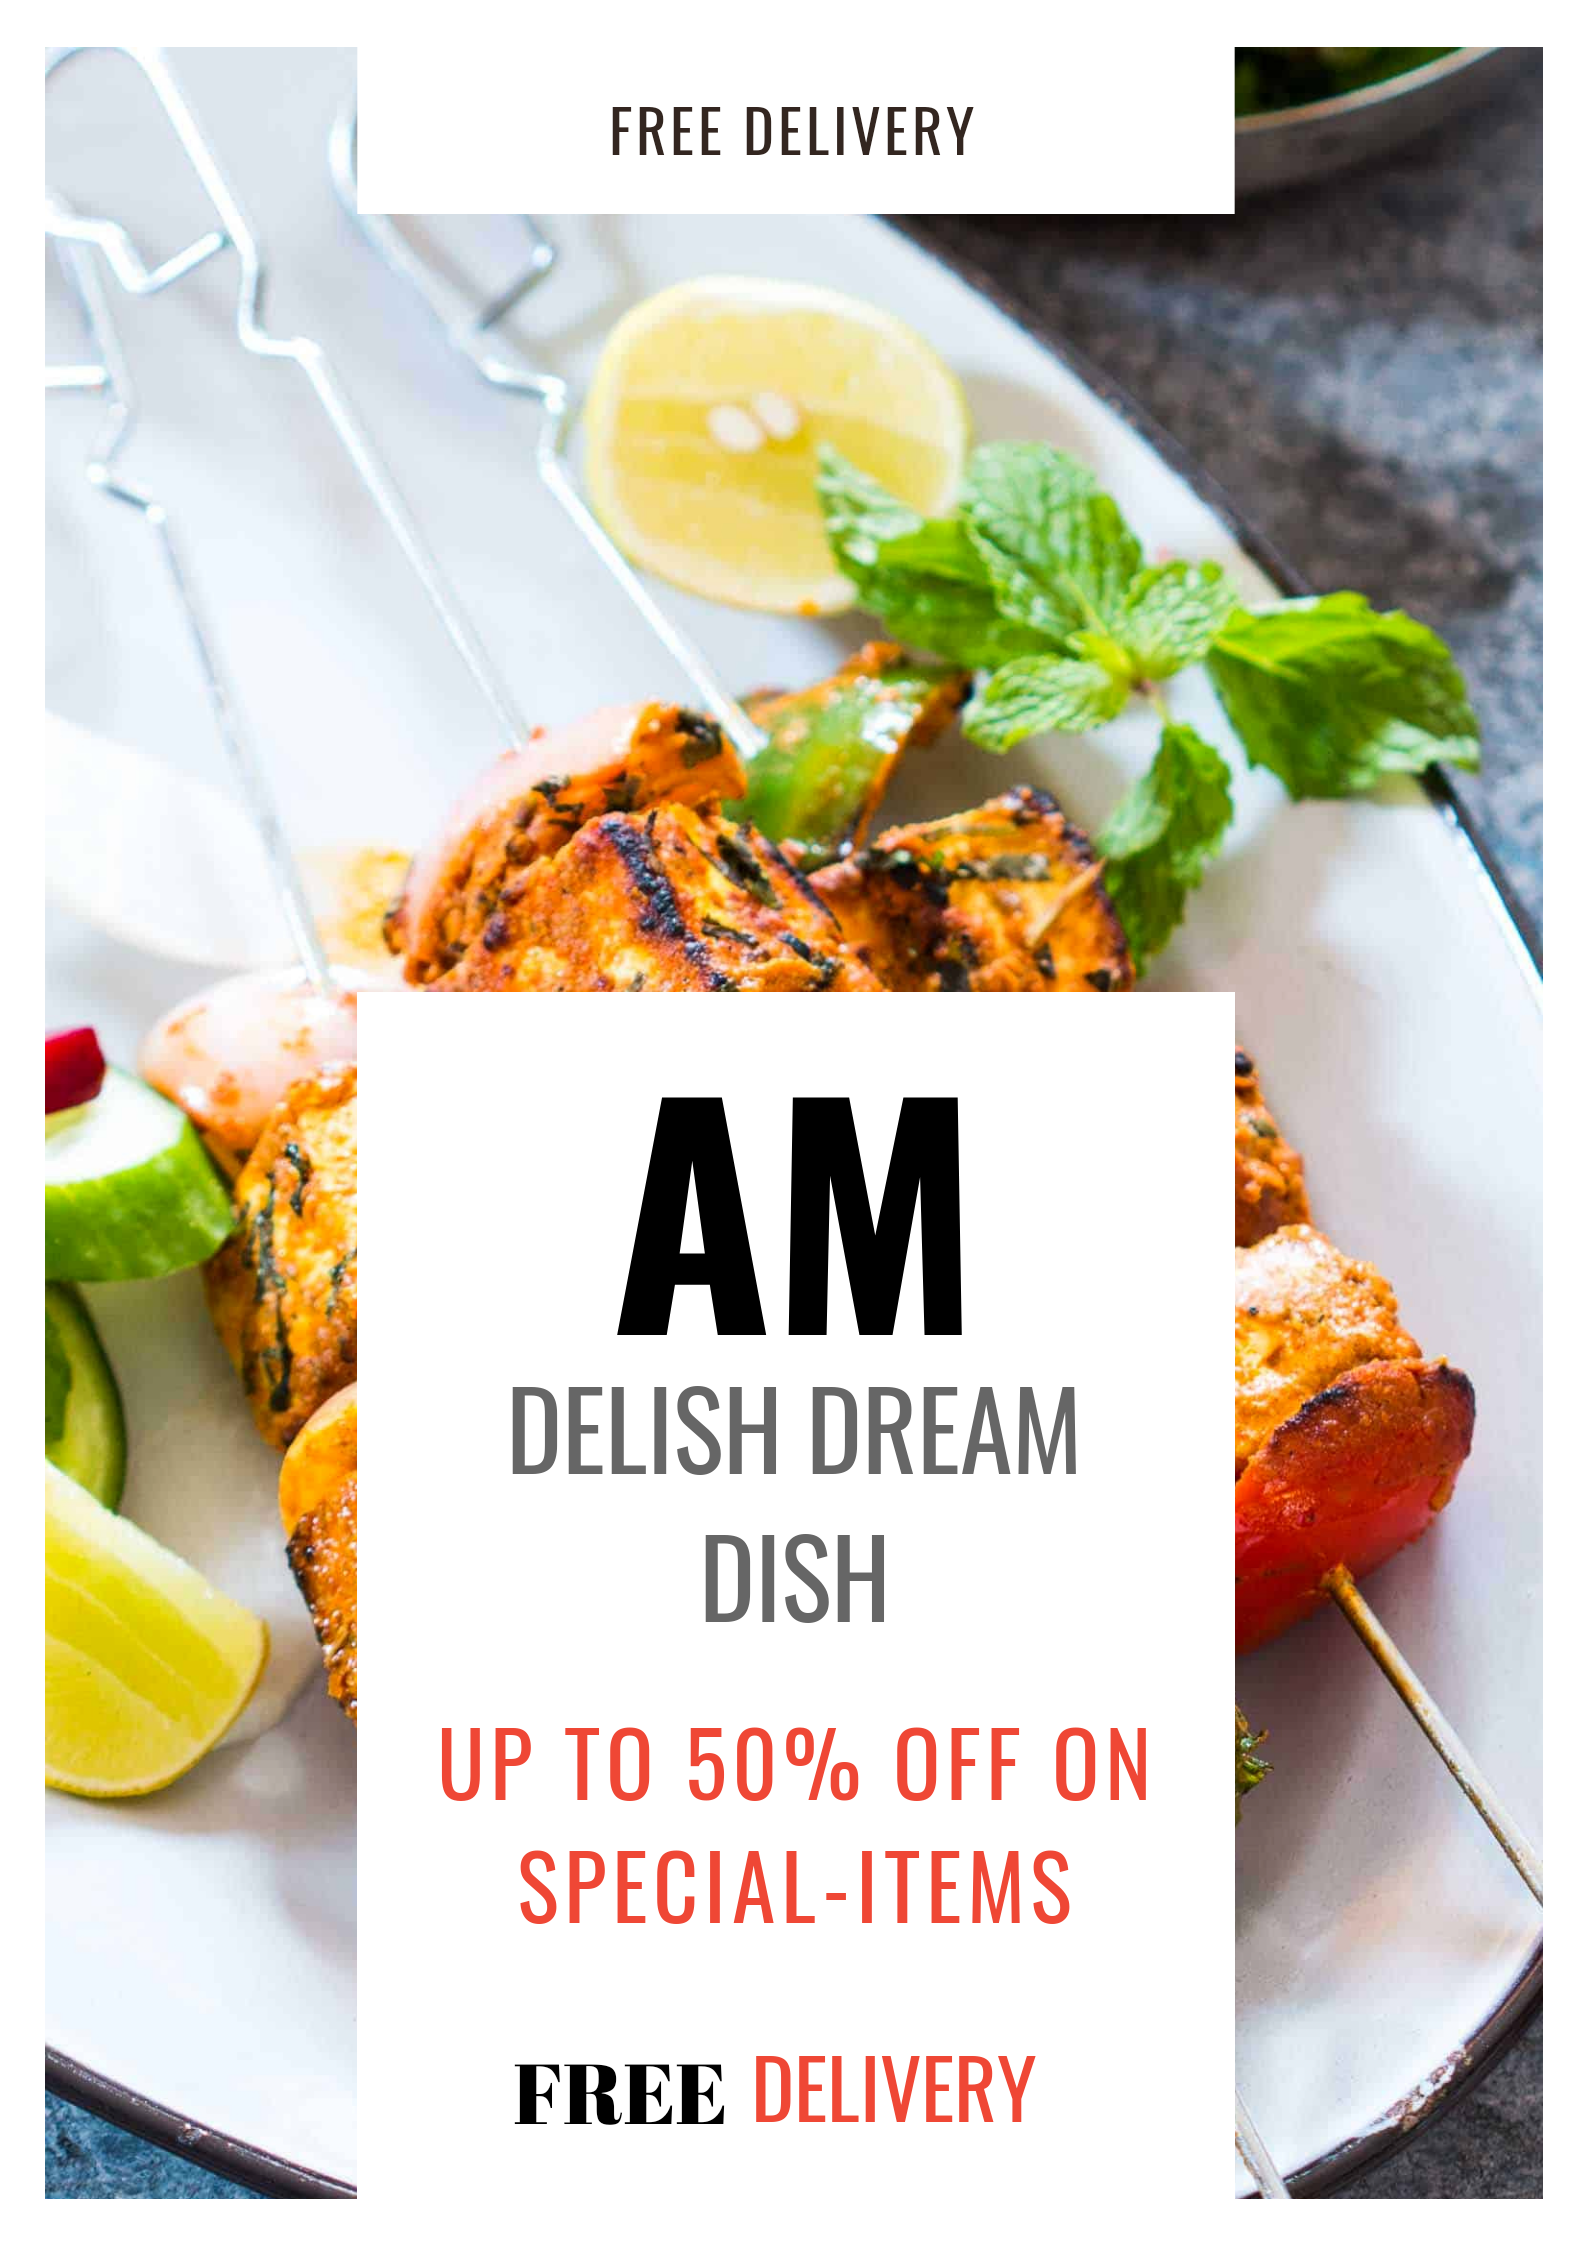 FREE DELIVERY
AM
DELISH DREAM
DISH
UP TO 50% OFF ON
SPECIAL-ITEMS
FREE DELIVERY